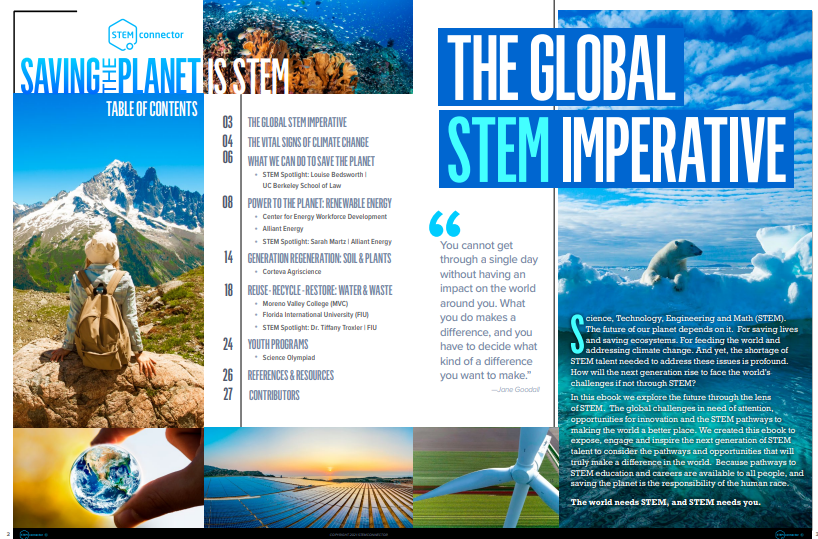 STEM connector
SAVING THE PLANET IS STEM
TABLE OF CONTENTS
03 THE GLOBAL STEM IMPERATIVE
04 THE VITAL SIGNS OF CLIMATE CHANGE
06 WHAT WE CAN DO TO SAVE THE PLANET
• STEM Spotlight: Louise Bedsworth |
UC Berkeley School of Law
08 POWER TO THE PLANET: RENEWABLE ENERGY
• Center for Energy Workforce Development
• Alliant Energy
• STEM Spotlight: Sarah Martz | Alliant Energy
14 GENERATION REGENERATION: SOIL & PLANTS
• Corteva Agriscience
18 REUSE - RECYCLE - RESTORE: WATER & WASTE
• Moreno Valley College (MVC)
• Florida International University (FIU)
• STEM Spotlight: Dr. Tiffany Troxler | FIU
24 YOUTH PROGRAMS
• Science Olympiad
26 REFERENCES & RESOURCES
27 CONTRIBUTORS
2
THE GLOBAL
STEM IMPERATIVE
“
You cannot get
through a single day
without having an
impact on the world
around you. What
you do makes a
difference, and you
have to decide what
kind of a difference
you want to make.”
—Jane Goodall
Science, Technology, Engineering and Math (STEM).
The future of our planet depends on it. For saving lives
and saving ecosystems. For feeding the world and
addressing climate change. And yet, the shortage of
STEM talent needed to address these issues is profound.
How will the next generation rise to face the world's
challenges if not through STEM?
In this ebook we explore the future through the lens
of STEM. The global challenges in need of attention,
opportunities for innovation and the STEM pathways to
making the world a better place. We created this ebook to
expose, engage and inspire the next generation of STEM
talent to consider the pathways and opportunities that will
truly make a difference in the world. Because pathways to
STEM education and careers are available to all people, and
saving the planet is the responsibility of the human race.
The world needs STEM, and STEM needs you.